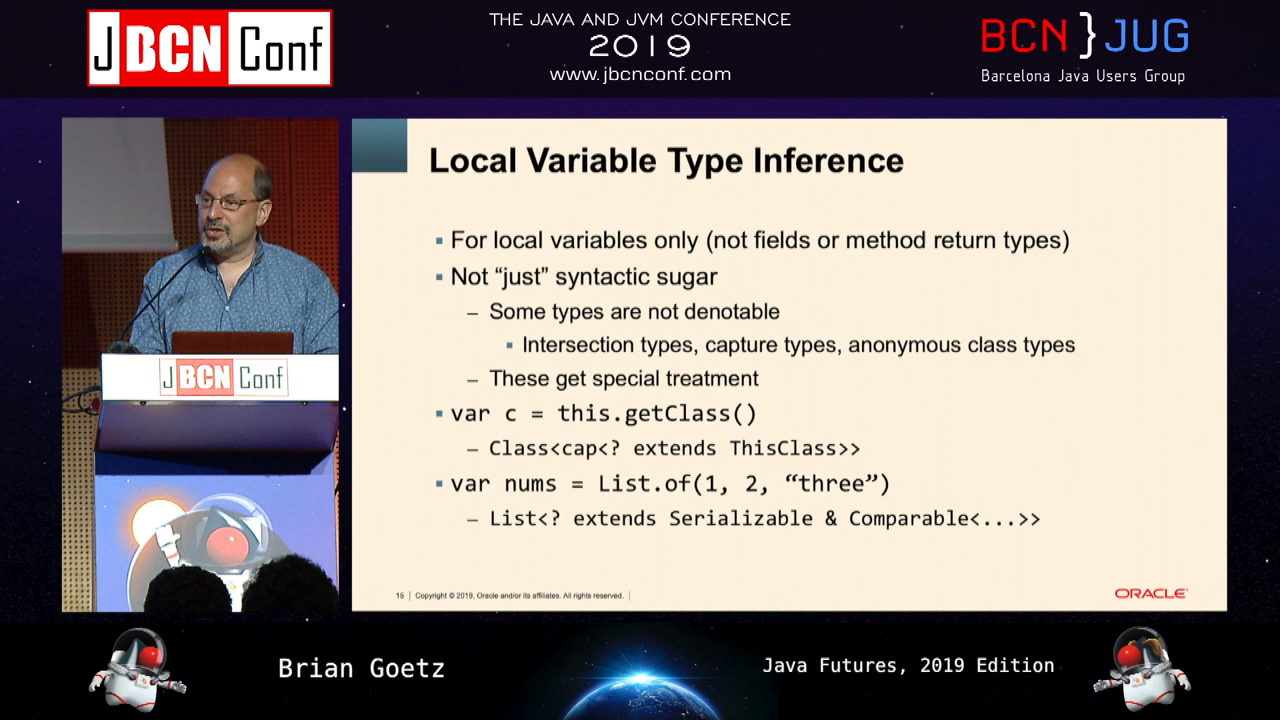 JBCNConf
THE JAVA AND JVM CONFERENCE
2019
www.jbcnconf.com
BCN}JUG
Barcelona Java Users Group
Local Variable Type Inference
▪ For local variables only (not fields or method return types)
▪ Not “just” syntactic sugar
– Some types are not denotable
▪ Intersection types, capture types, anonymous class types
– These get special treatment
▪ var c = this.getClass()
– Class<cap<? extends ThisClass>>
▪ var nums = List.of(1, 2, “three”)
– List<? extends Serializable & Comparable<...>>
JBCNConf
15 | Copyright © 2019, Oracle and/or its affiliates. All rights reserved. |
ORACLE
Brian Goetz
Java Futures, 2019 Edition